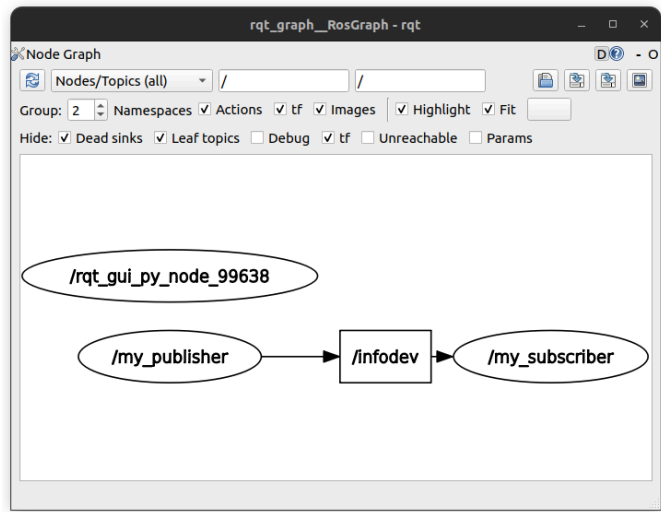 rqt_graph__RosGraph - rqt
Node Graph D - O
Nodes/Topics (all) / /
Group: 2 Namespaces Actions tf Images Highlight Fit
Hide: Dead sinks Leaf topics Debug tf Unreachable Params
/rqt_gui_py_node_99638
/my_publisher /infodev /my_subscriber